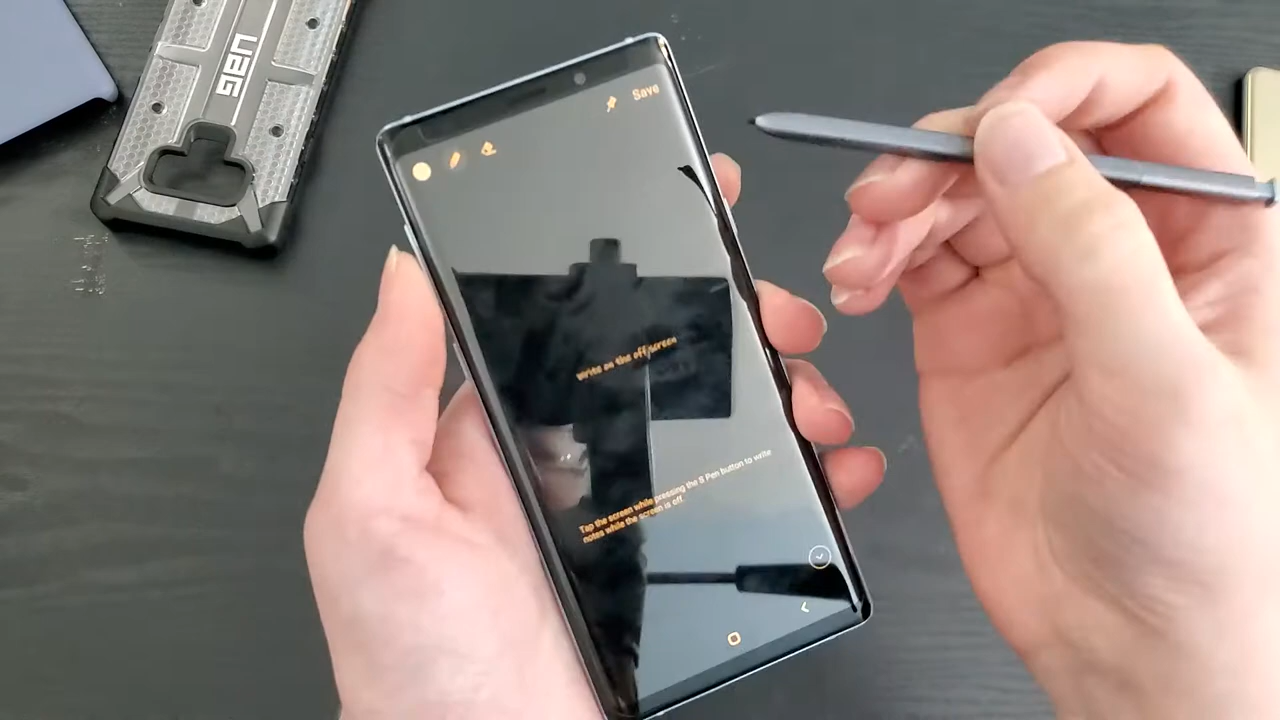 UAG
Save
Write on the off screen
Tap the screen while pressing the S Pen button to write
notes while the screen is off.